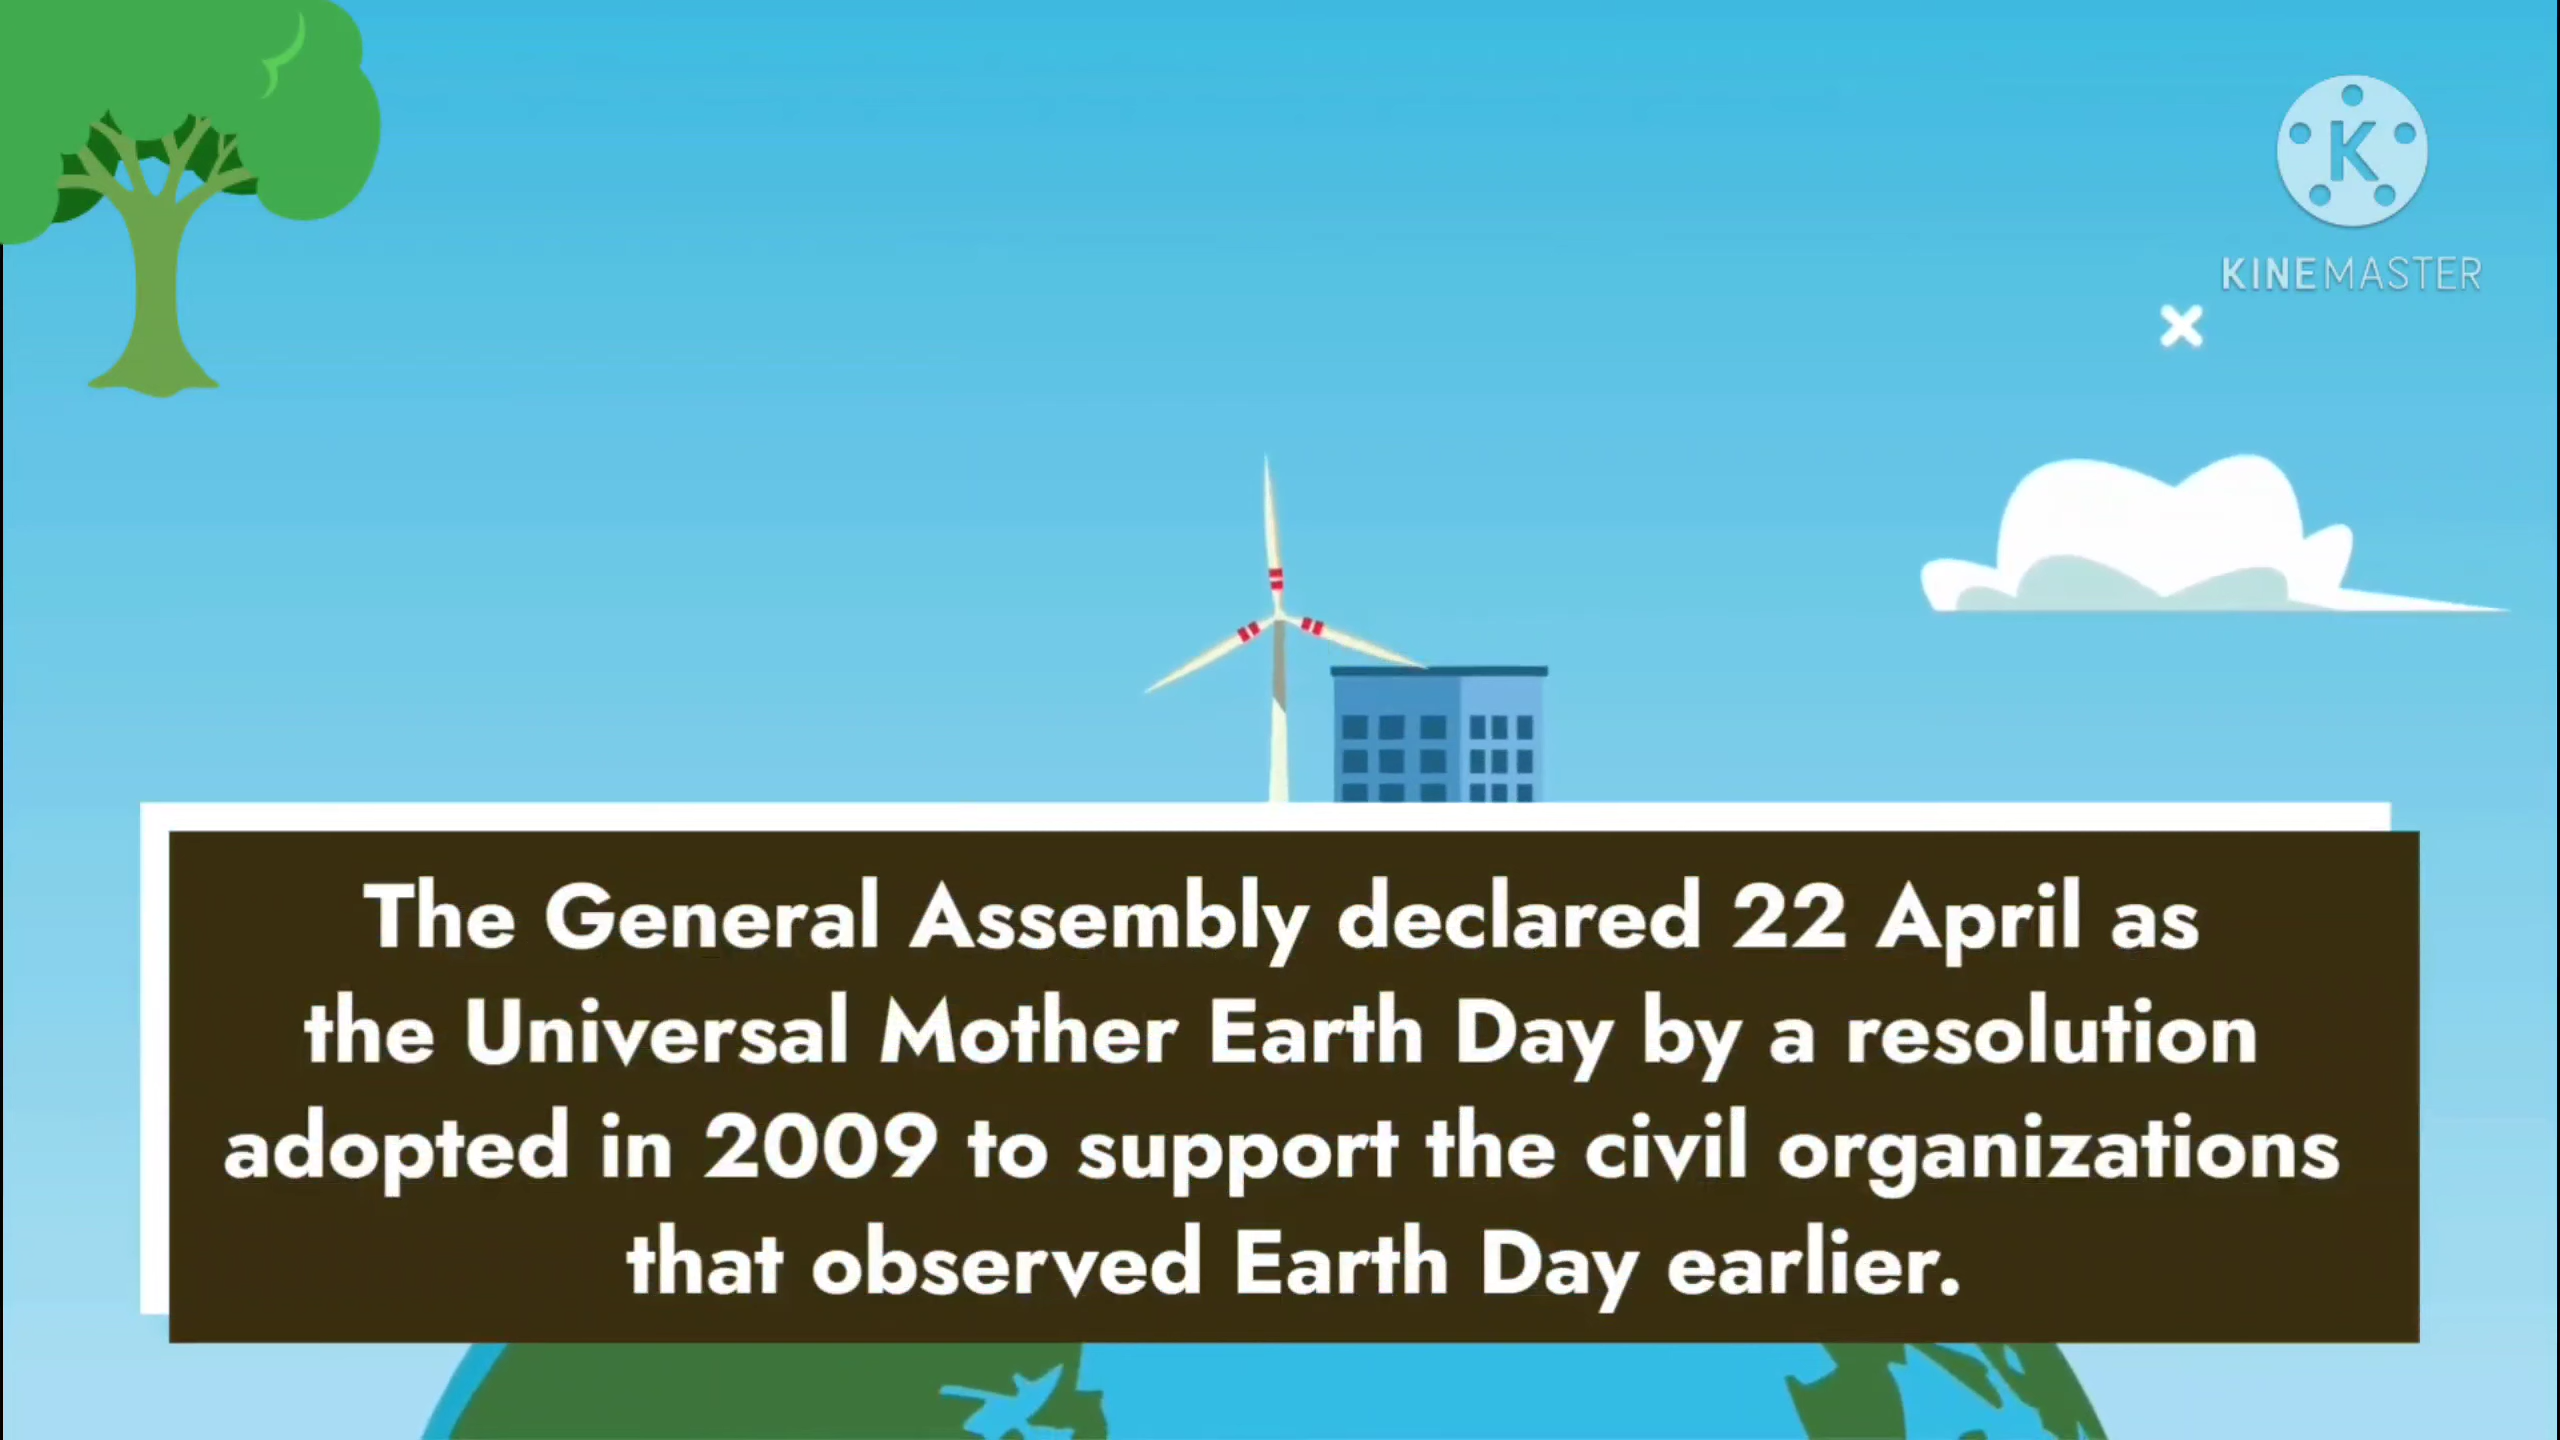 K
KINEMASTER
The General Assembly declared 22 April as
the Universal Mother Earth Day by a resolution
adopted in 2009 to support the civil organizations
that observed Earth Day earlier.